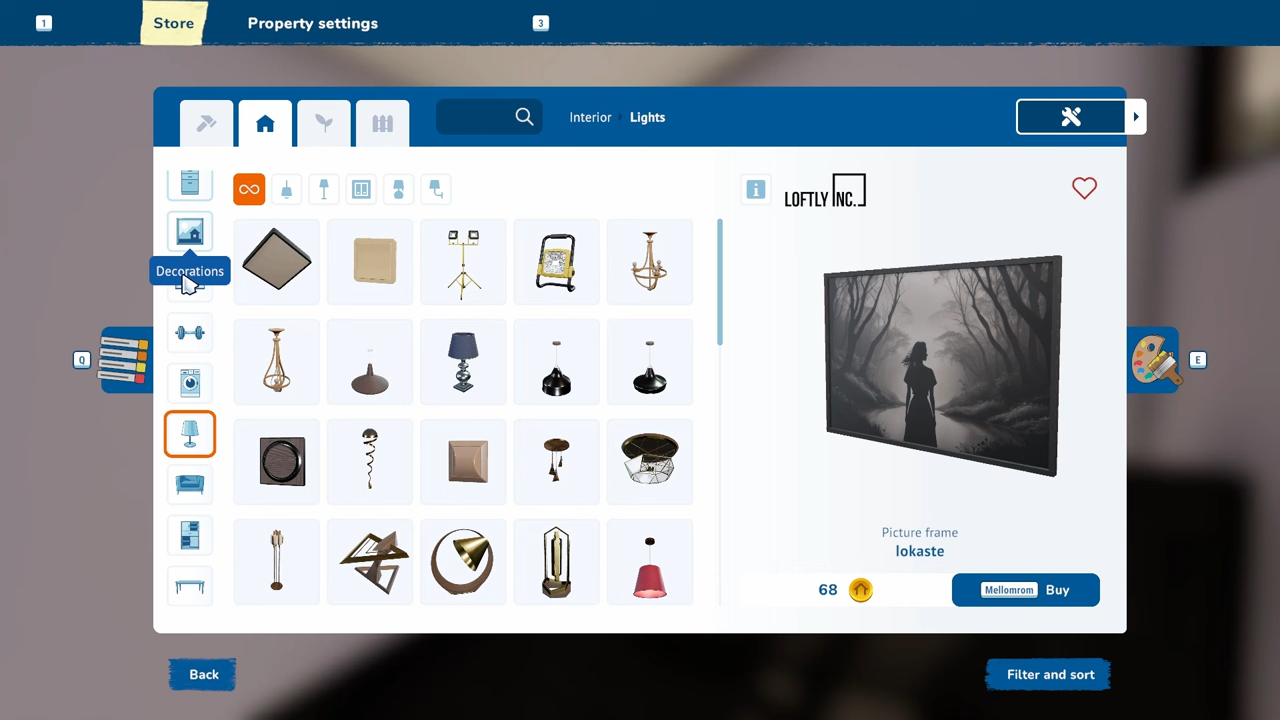 1
Store
Property settings
3
Interior
Lights
LOFTLY INC.
Decorations
Q
E
Picture frame
lokaste
68
Mellomrom
Buy
Back
Filter and sort